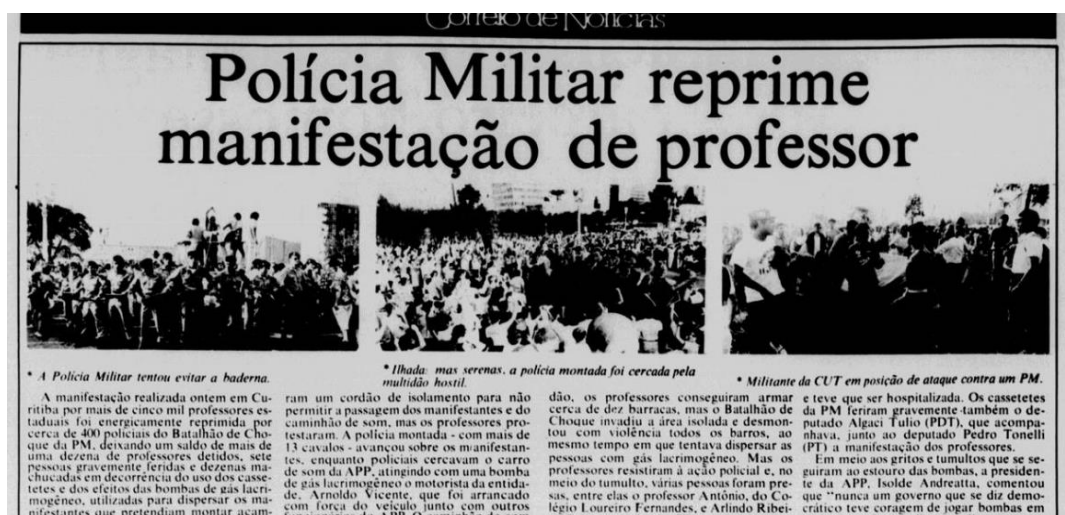 Correio de Notícias
Polícia Militar reprime
manifestação de professor
* A Polícia Militar tentou evitar a baderna.
* Ilhada: mas serenas, a polícia montada foi cercada pela
multidão hostil.
* Militante da CUT em posição de ataque contra um PM.
A manifestação realizada ontem em Cu-
ritiba por mais de cinco mil professores es-
taduais foi energicamente reprimida por
cerca de 400 policiais do Batalhão de Cho-
que da PM, deixando um saldo de mais de
uma dezena de professores detidos, sete
pessoas gravemente feridas e dezenas ma-
chucadas em decorrência do uso dos casse-
tetes e dos efeitos das bombas de gás lacri-
mogêneo, utilizadas para dispersar os ma-
nifestantes que pretendiam montar acam-
ram um cordão de isolamento para não
permitir a passagem dos manifestantes e do
caminhão de som, mas os professores pro-
testaram. A polícia montada - com mais de
13 cavalos - avançou sobre os manifestan-
tes, enquanto policiais cercavam o carro
de som da APP, atingindo com uma bomba
de gás lacrimogêneo o motorista da entida-
de, Arnoldo Vicente, que foi arrancado
com força do veículo junto com outros
dão, os professores conseguiram armar
cerca de dez barracas, mas o Batalhão de
Choque invadiu a área isolada e desmon-
tou com violência todos os barros, ao
mesmo tempo em que tentava dispersar as
pessoas com gás lacrimogêneo. Mas os
professores resistiram à ação policial e, no
meio do tumulto, várias pessoas foram pre-
sas, entre elas o professor Antônio, do Co-
légio Loureiro Fernandes, e Arlindo Ribei-
e teve que ser hospitalizada. Os cassetetes
da PM feriram gravemente também o de-
putado Algaci Tulio (PDT), que acompa-
nhava, junto ao deputado Pedro Tonelli
(PT) a manifestação dos professores.
Em meio aos gritos e tumultos que se se-
guiram ao estouro das bombas, a presiden-
te da APP, Isolde Andreatta, comentou
que "nunca um governo que se diz demo-
crático teve coragem de jogar bombas em